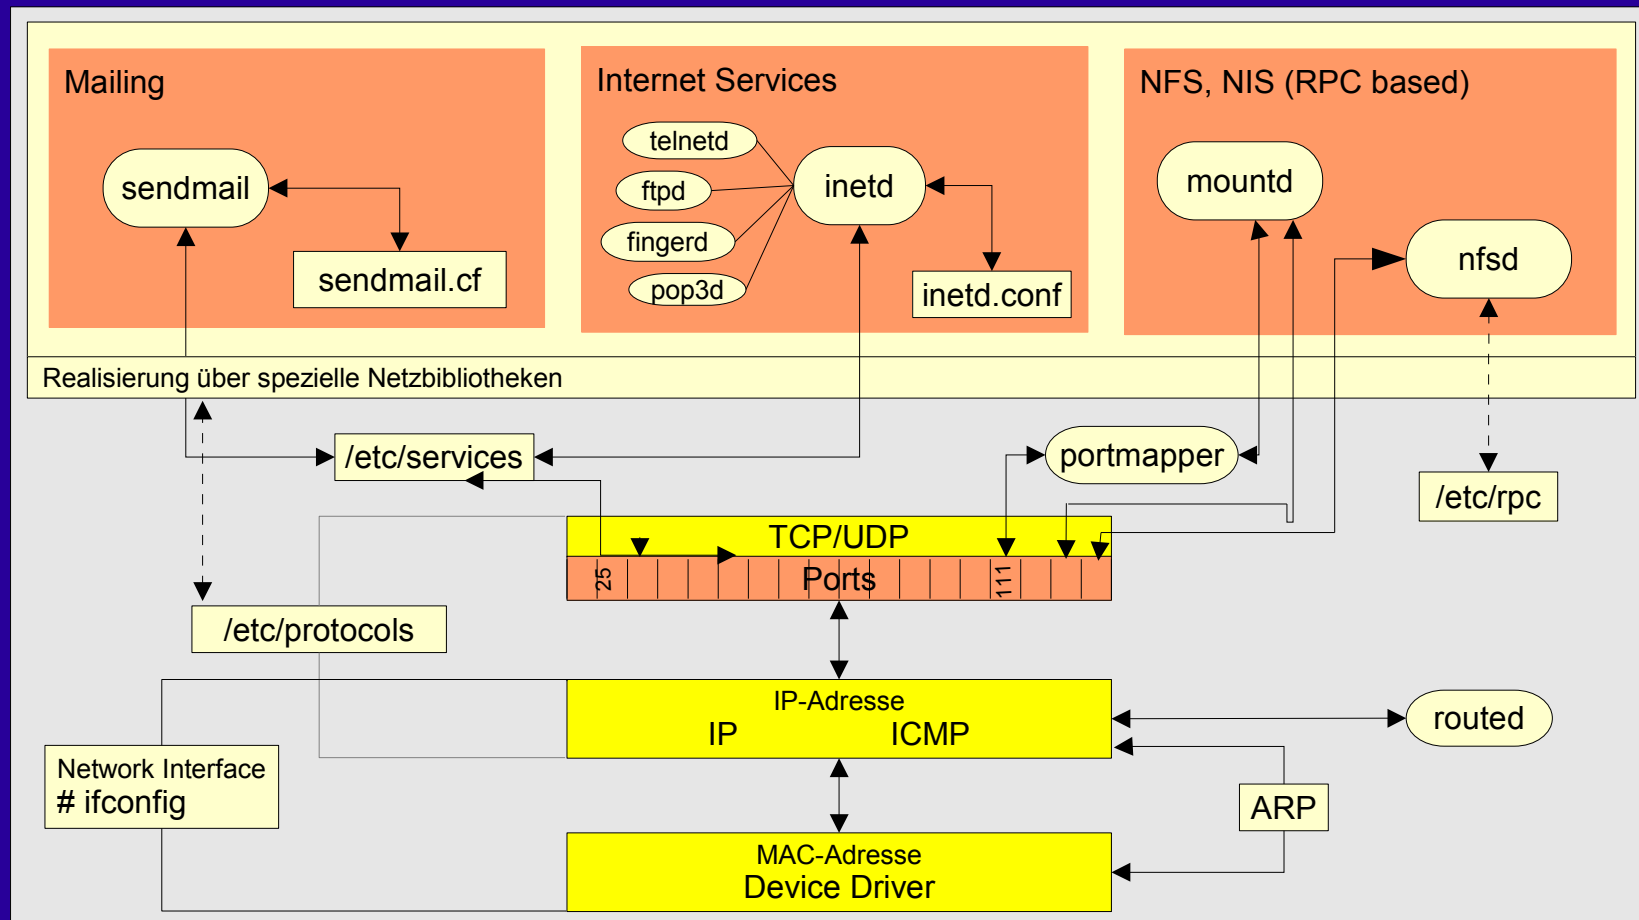 Mailing
sendmail
sendmail.cf
Internet Services
telnetd
ftpd
fingerd
pop3d
inetd
inetd.conf
NFS, NIS (RPC based)
mountd
nfsd
Realisierung über spezielle Netzbibliotheken
/etc/services
portmapper
/etc/rpc
TCP/UDP
25
Ports
111
/etc/protocols
IP-Adresse
IP ICMP
routed
Network Interface
# ifconfig
ARP
MAC-Adresse
Device Driver